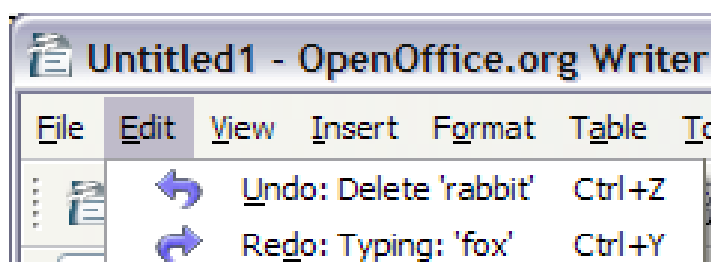 Untitled1 - OpenOffice.org Writer
File Edit View Insert Format Table
Undo: Delete 'rabbit' Ctrl+Z
Redo: Typing: 'fox' Ctrl+Y